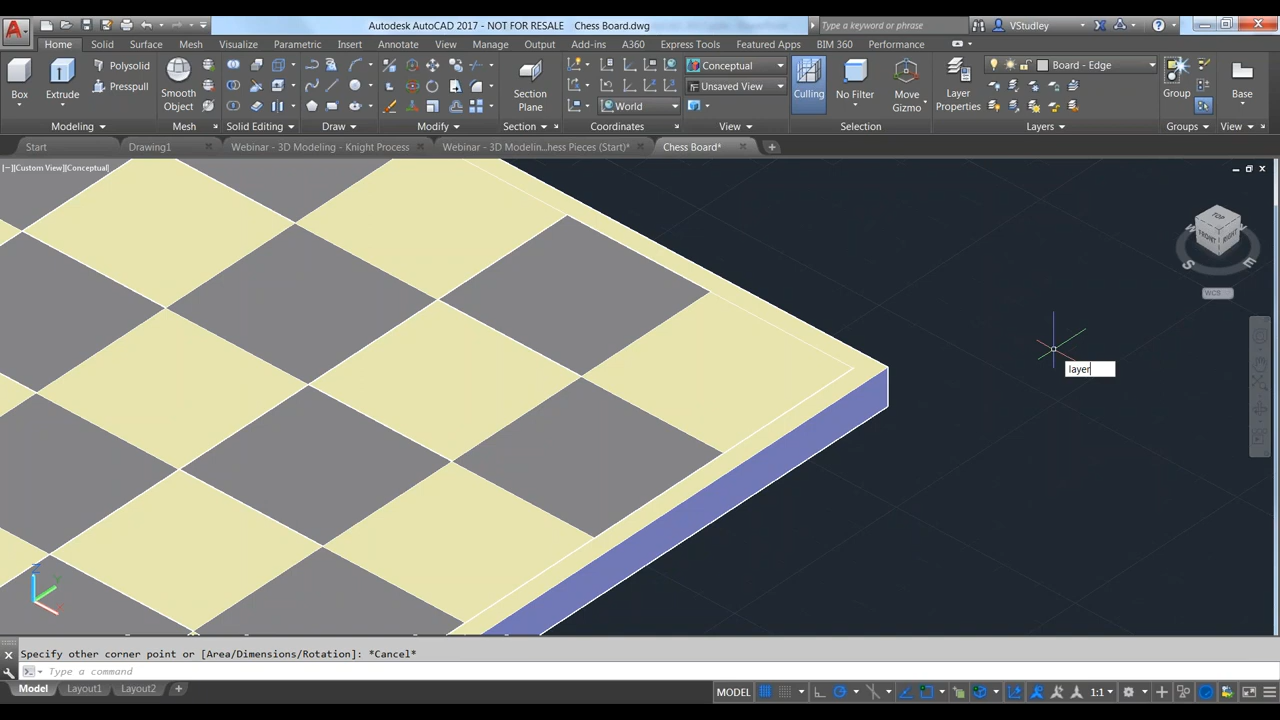 Autodesk AutoCAD 2017 - NOT FOR RESALE Chess Board.dwg
Type a keyword or phrase
VStudley
Home Solid Surface Mesh Visualize Parametric Insert Annotate View Manage Output Add-ins A360 Express Tools Featured Apps BIM 360 Performance
Polysolid
Presspull
Box
Extrude
Smooth
Object
Section
Plane
Conceptual
Unsaved View
World
Culling
No Filter
Move
Gizmo
Layer
Properties
Board - Edge
Group
Base
Modeling Mesh Solid Editing Draw Modify Section Coordinates View Selection Layers Groups View
Start Drawing1 Webinar - 3D Modeling - Knight Process Webinar - 3D Modelin...hess Pieces (Start)* Chess Board*
[−][Custom View][Conceptual]
TOP
FRONT
RIGHT
W
S
E
WCS
layer
Z
Specify other corner point or [Area/Dimensions/Rotation]: *Cancel*
Type a command
Model Layout1 Layout2 +
MODEL
1:1